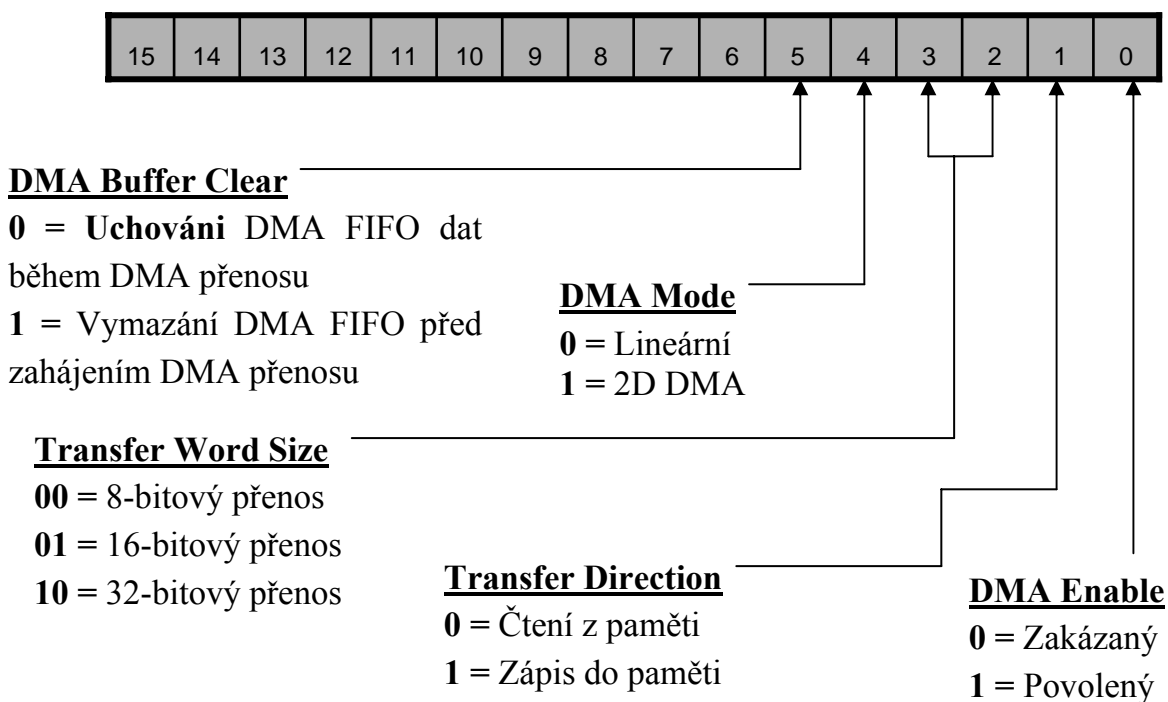 15 14 13 12 11 10 9 8 7 6 5 4 3 2 1 0
DMA Buffer Clear
0 = Uchováni DMA FIFO dat
během DMA přenosu
1 = Vymazání DMA FIFO před
zahájením DMA přenosu
DMA Mode
0 = Lineární
1 = 2D DMA
Transfer Word Size
00 = 8-bitový přenos
01 = 16-bitový přenos
10 = 32-bitový přenos
Transfer Direction
0 = Čtení z paměti
1 = Zápis do paměti
DMA Enable
0 = Zakázaný
1 = Povolený